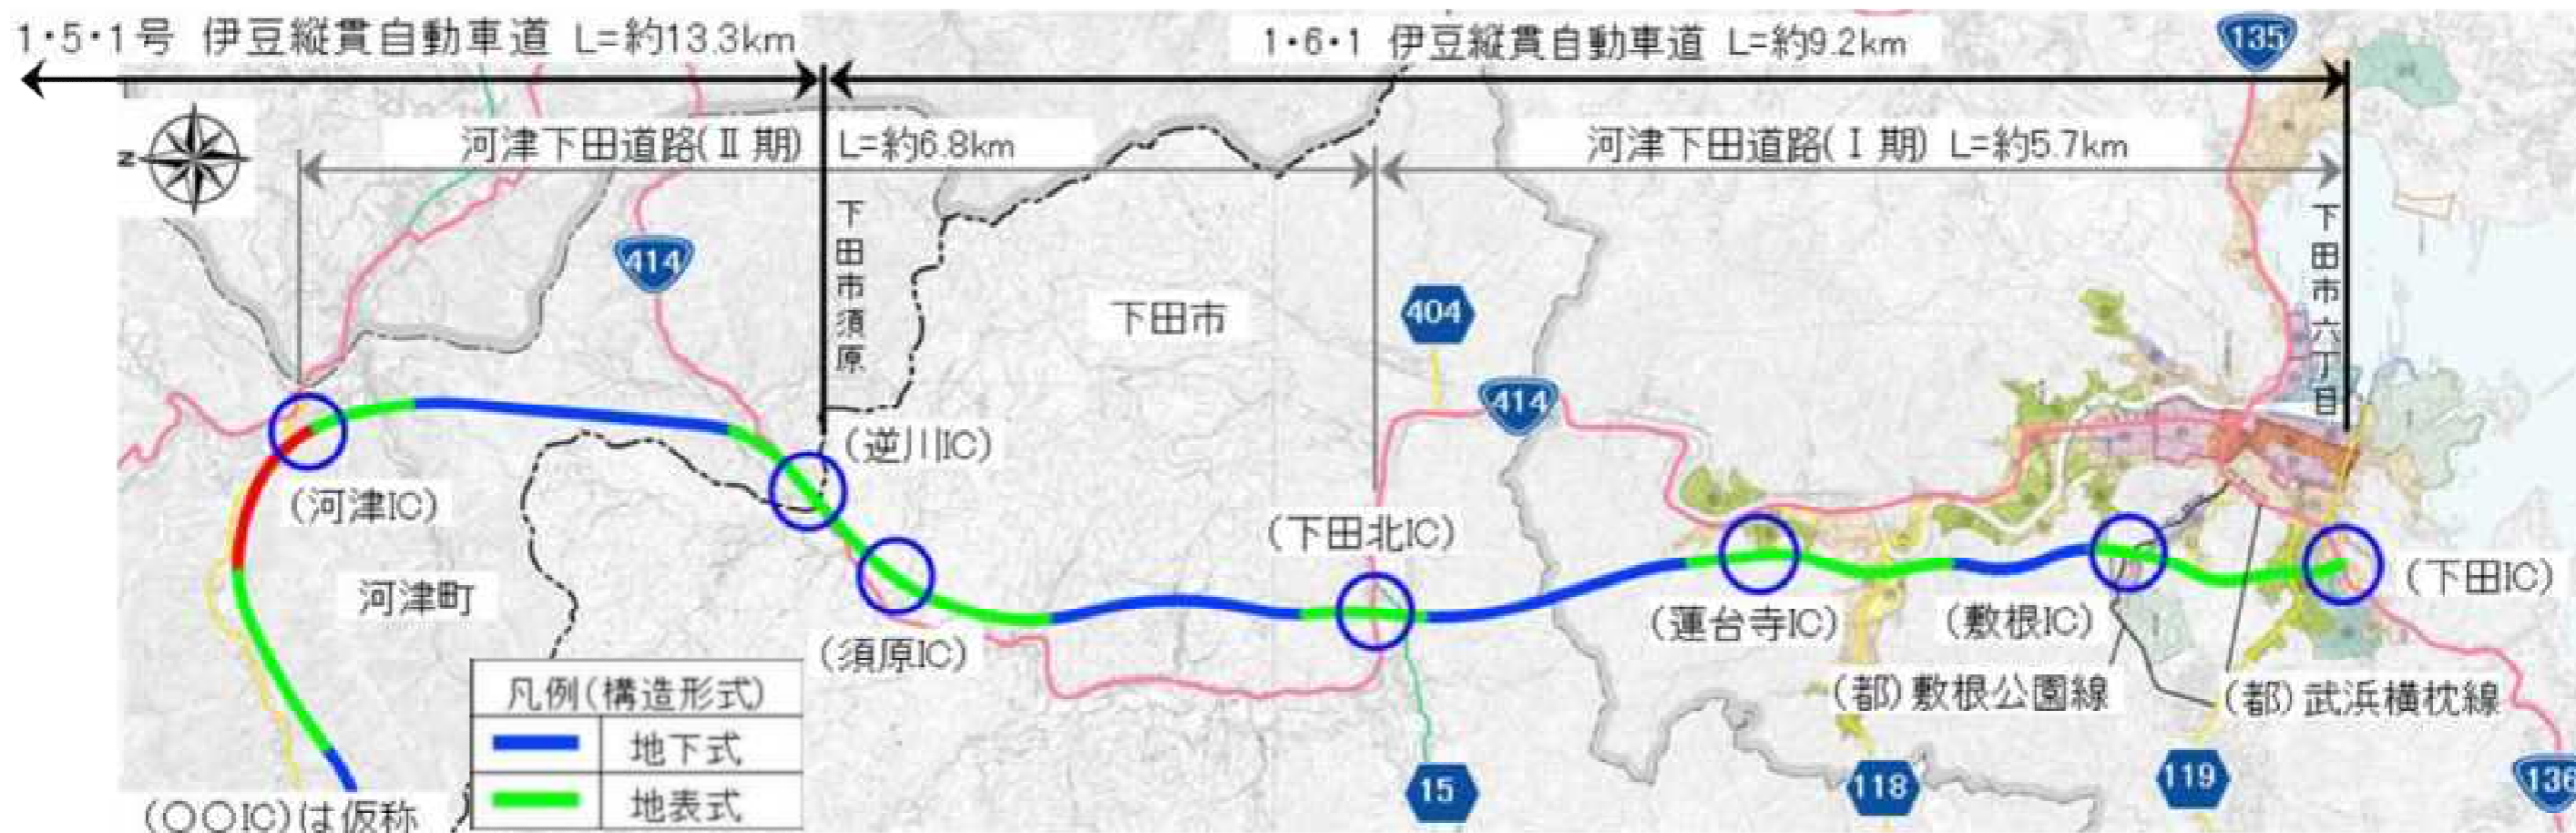 1・5・1号 伊豆縦貫自動車道 L=約13.3km
1・6・1 伊豆縦貫自動車道 L=約9.2km
135
河津下田道路(Ⅱ期) L=約6.8km
河津下田道路(Ⅰ期) L=約5.7km
N
下田市須原
下田市六丁目
414
下田市
404
414
(逆川IC)
(河津IC)
(下田北IC)
河津町
(須原IC)
(蓮台寺IC)
(敷根IC)
(下田IC)
(都)敷根公園線
(都)武浜横枕線
凡例(構造形式)
地下式
地表式
15
118
119
136
(○○IC)は仮称